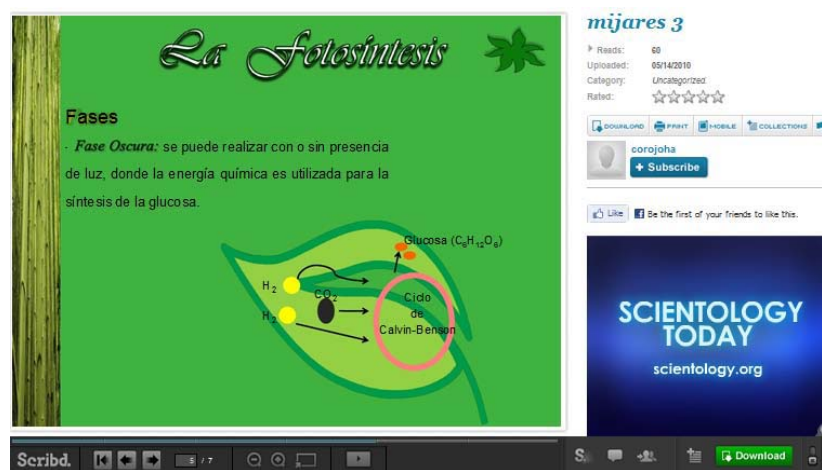 La Fotosíntesis
Fases
· Fase Oscura: se puede realizar con o sin presencia
de luz, donde la energía química es utilizada para la
síntesis de la glucosa.
Glucosa (C6H12O6)
H2
CO2
H2
Ciclo
de
Calvin-Benson
mijares 3
Reads: 60
Uploaded: 05/14/2010
Category: Uncategorized.
Rated:
DOWNLOAD PRINT MOBILE COLLECTIONS
corojoha
+ Subscribe
Like Be the first of your friends to like this.
SCIENTOLOGY
TODAY
scientology.org
Scribd. 5 / 7 S Download